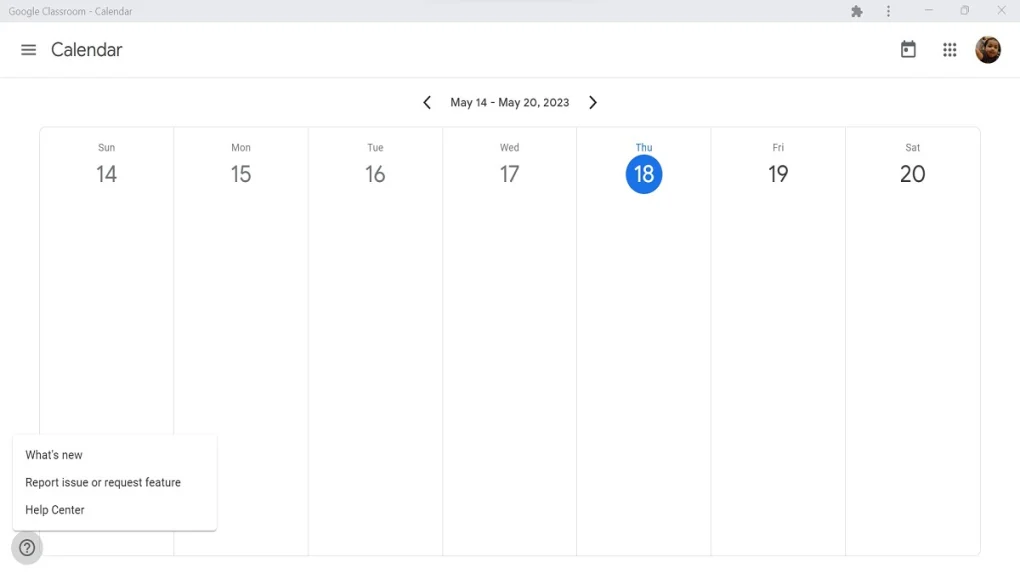 Google Classroom - Calendar
Calendar
May 14 - May 20, 2023
Sun Mon Tue Wed Thu Fri Sat
14 15 16 17 18 19 20
What's new
Report issue or request feature
Help Center